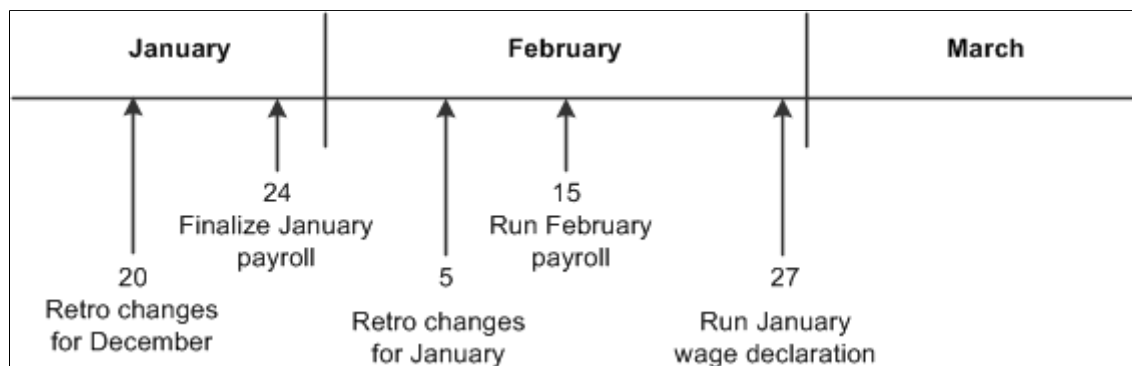 January
February
March
24
Finalize January
payroll
15
Run February
payroll
20
Retro changes
for December
5
Retro changes
for January
27
Run January
wage declaration